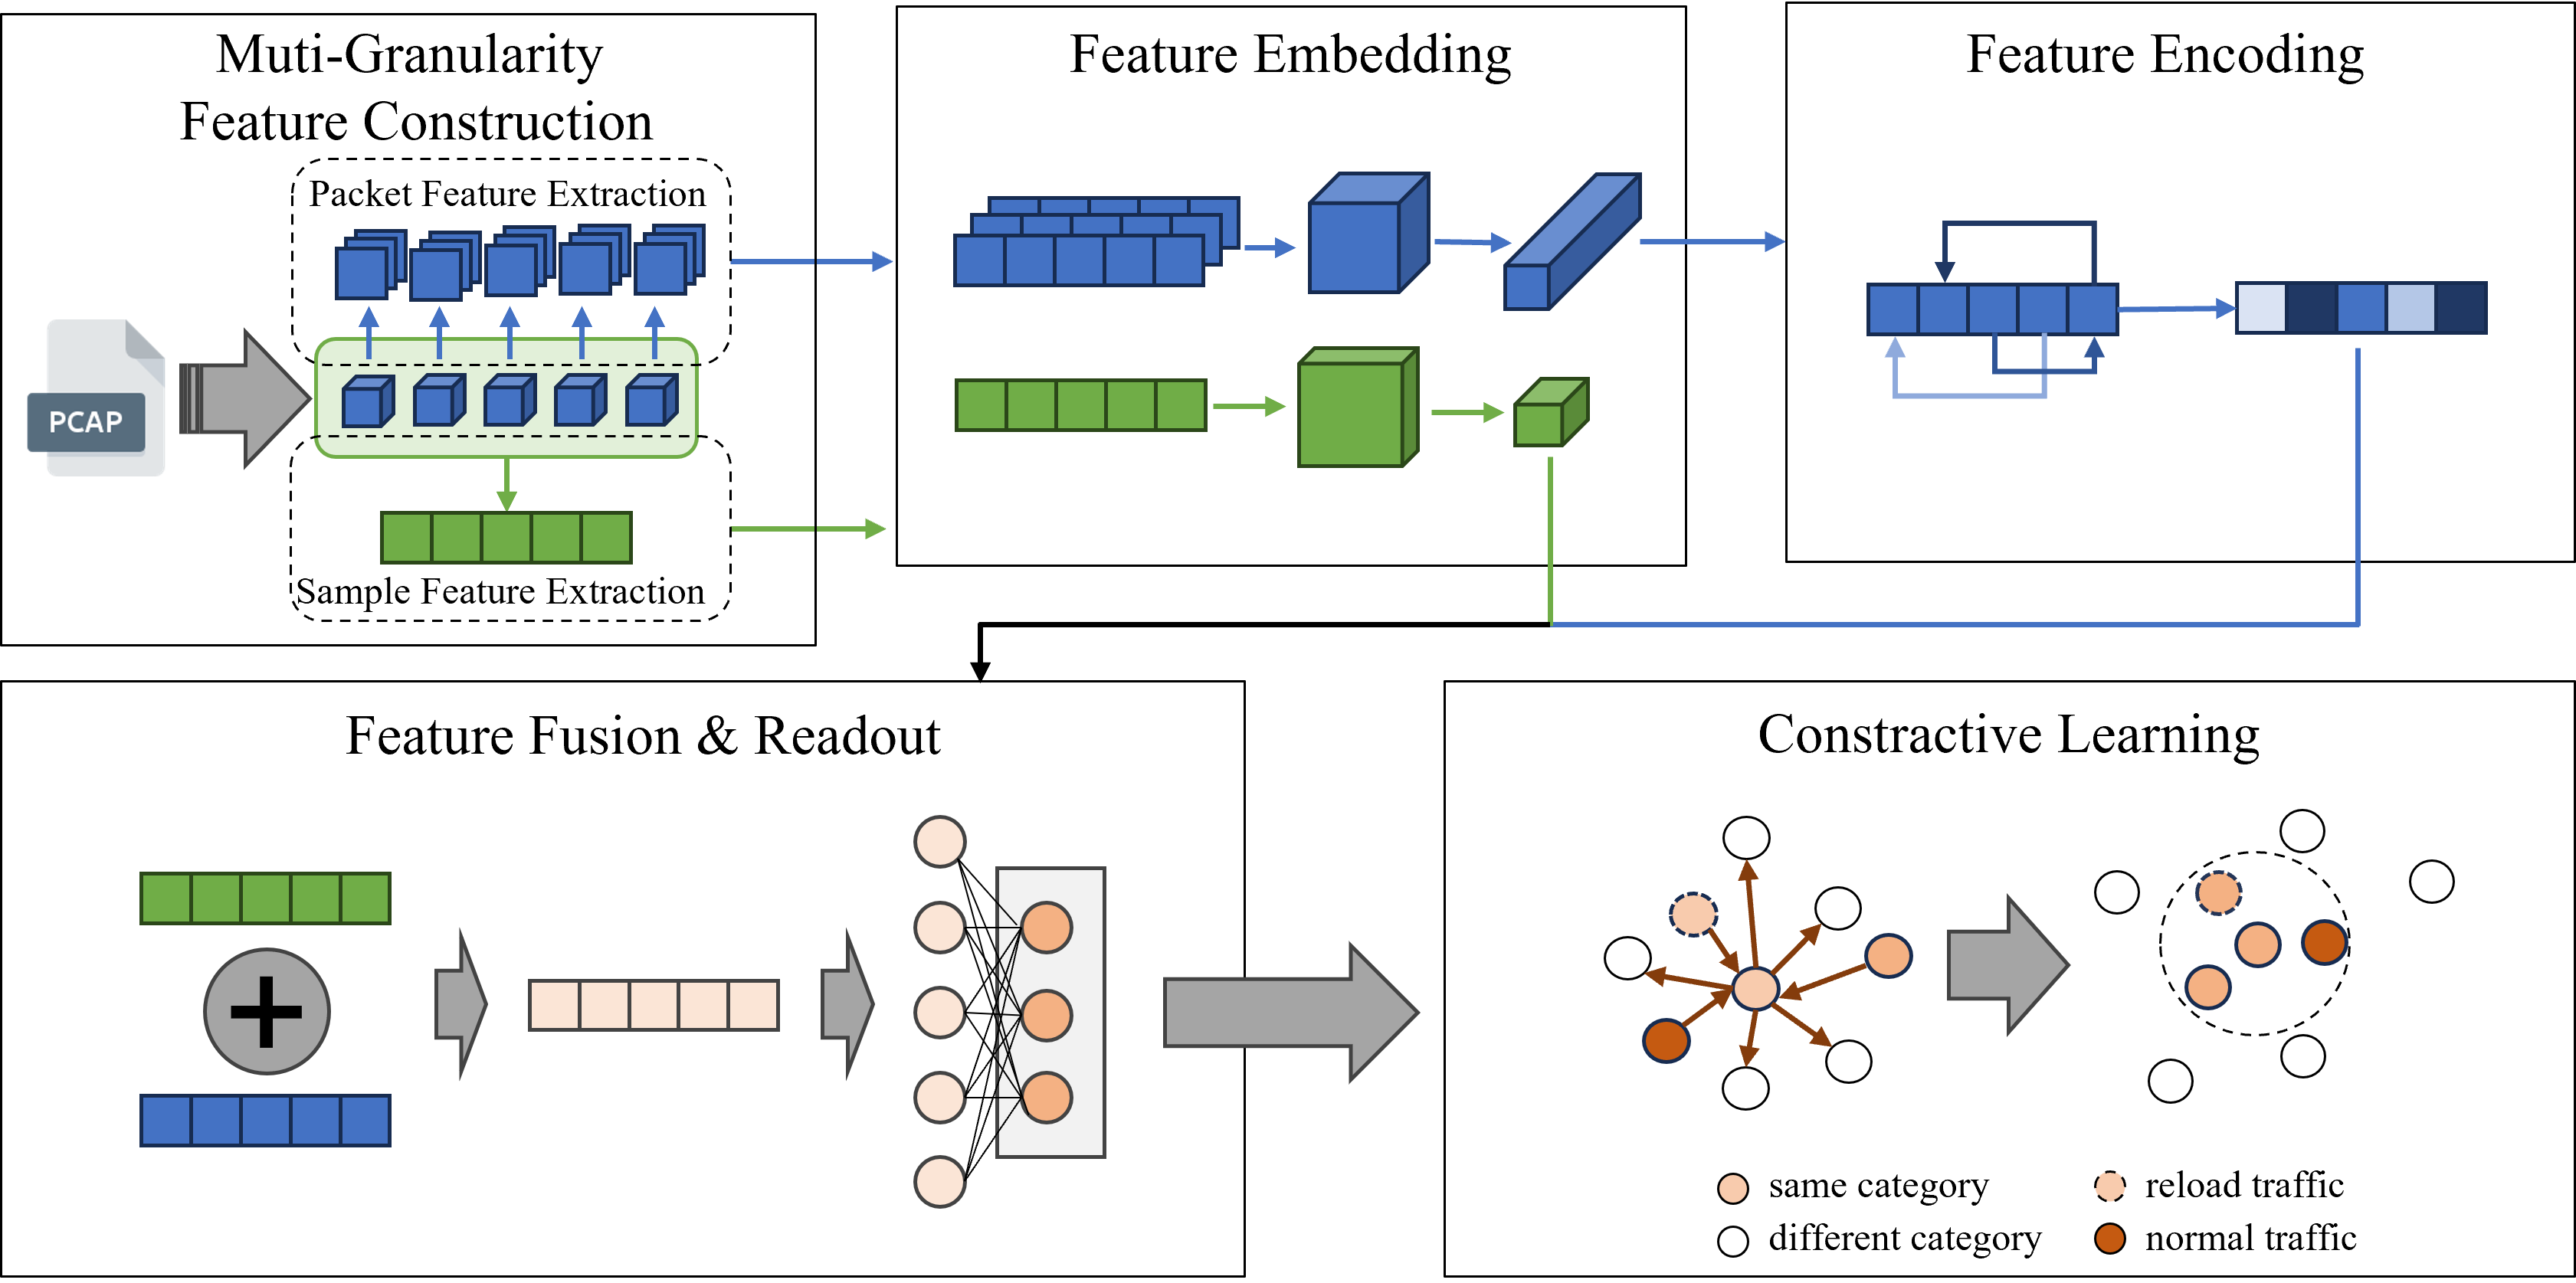 Muti-Granularity
Feature Construction
Packet Feature Extraction
PCAP
Sample Feature Extraction
Feature Embedding
Feature Encoding
Feature Fusion & Readout
Constractive Learning
same category
reload traffic
different category
normal traffic